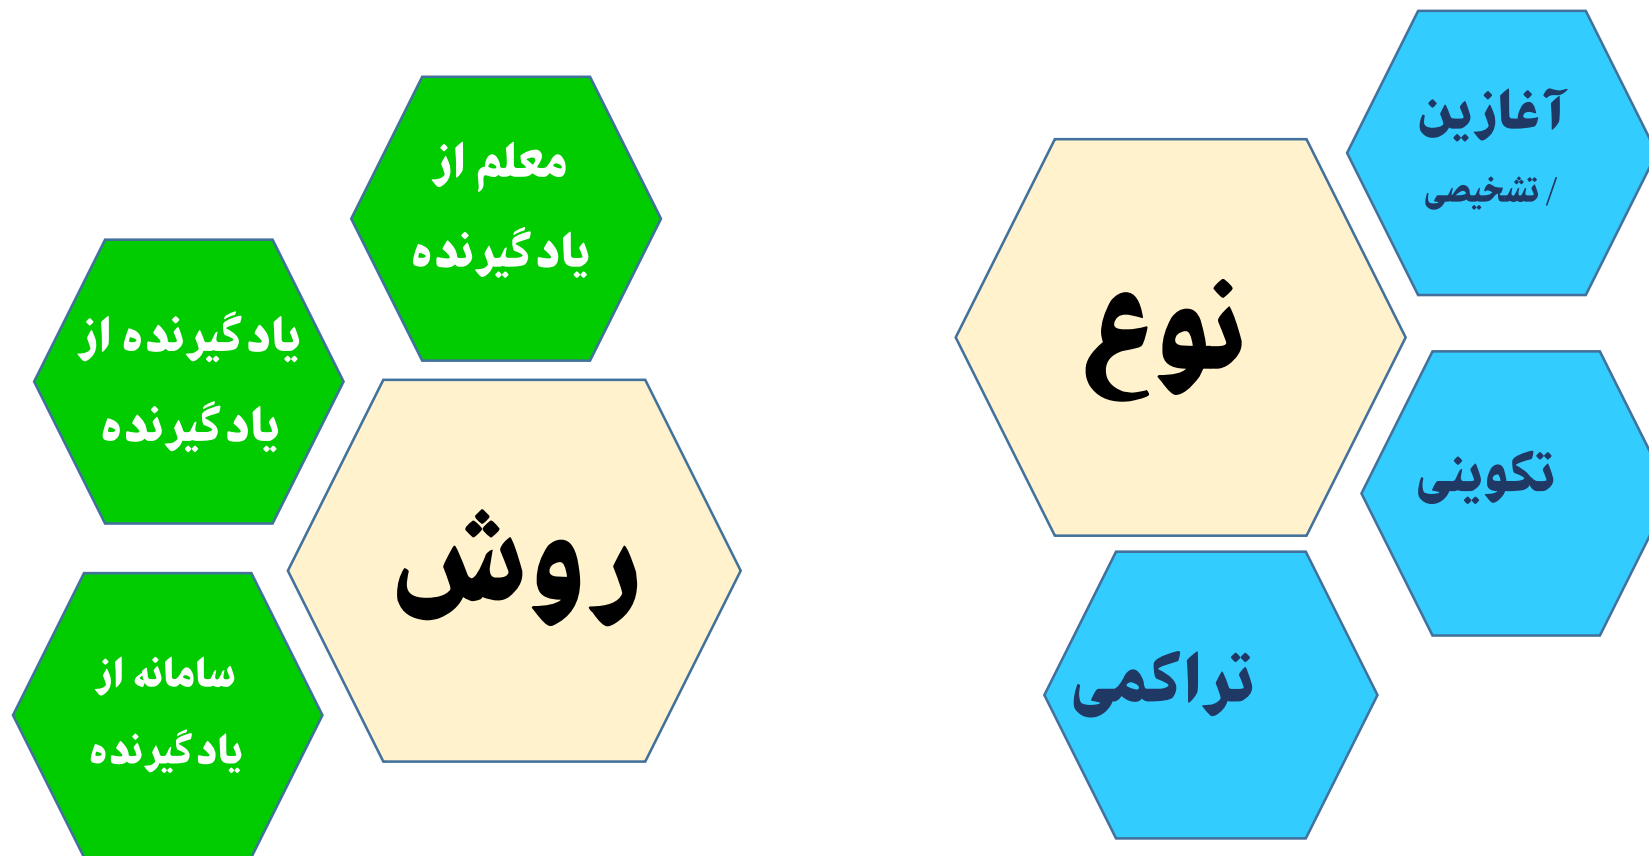 آغازین
/ تشخیصی
نوع
تکوینی
تراکمی
معلم از
یادگیرنده
یادگیرنده از
یادگیرنده
روش
سامانه از
یادگیرنده